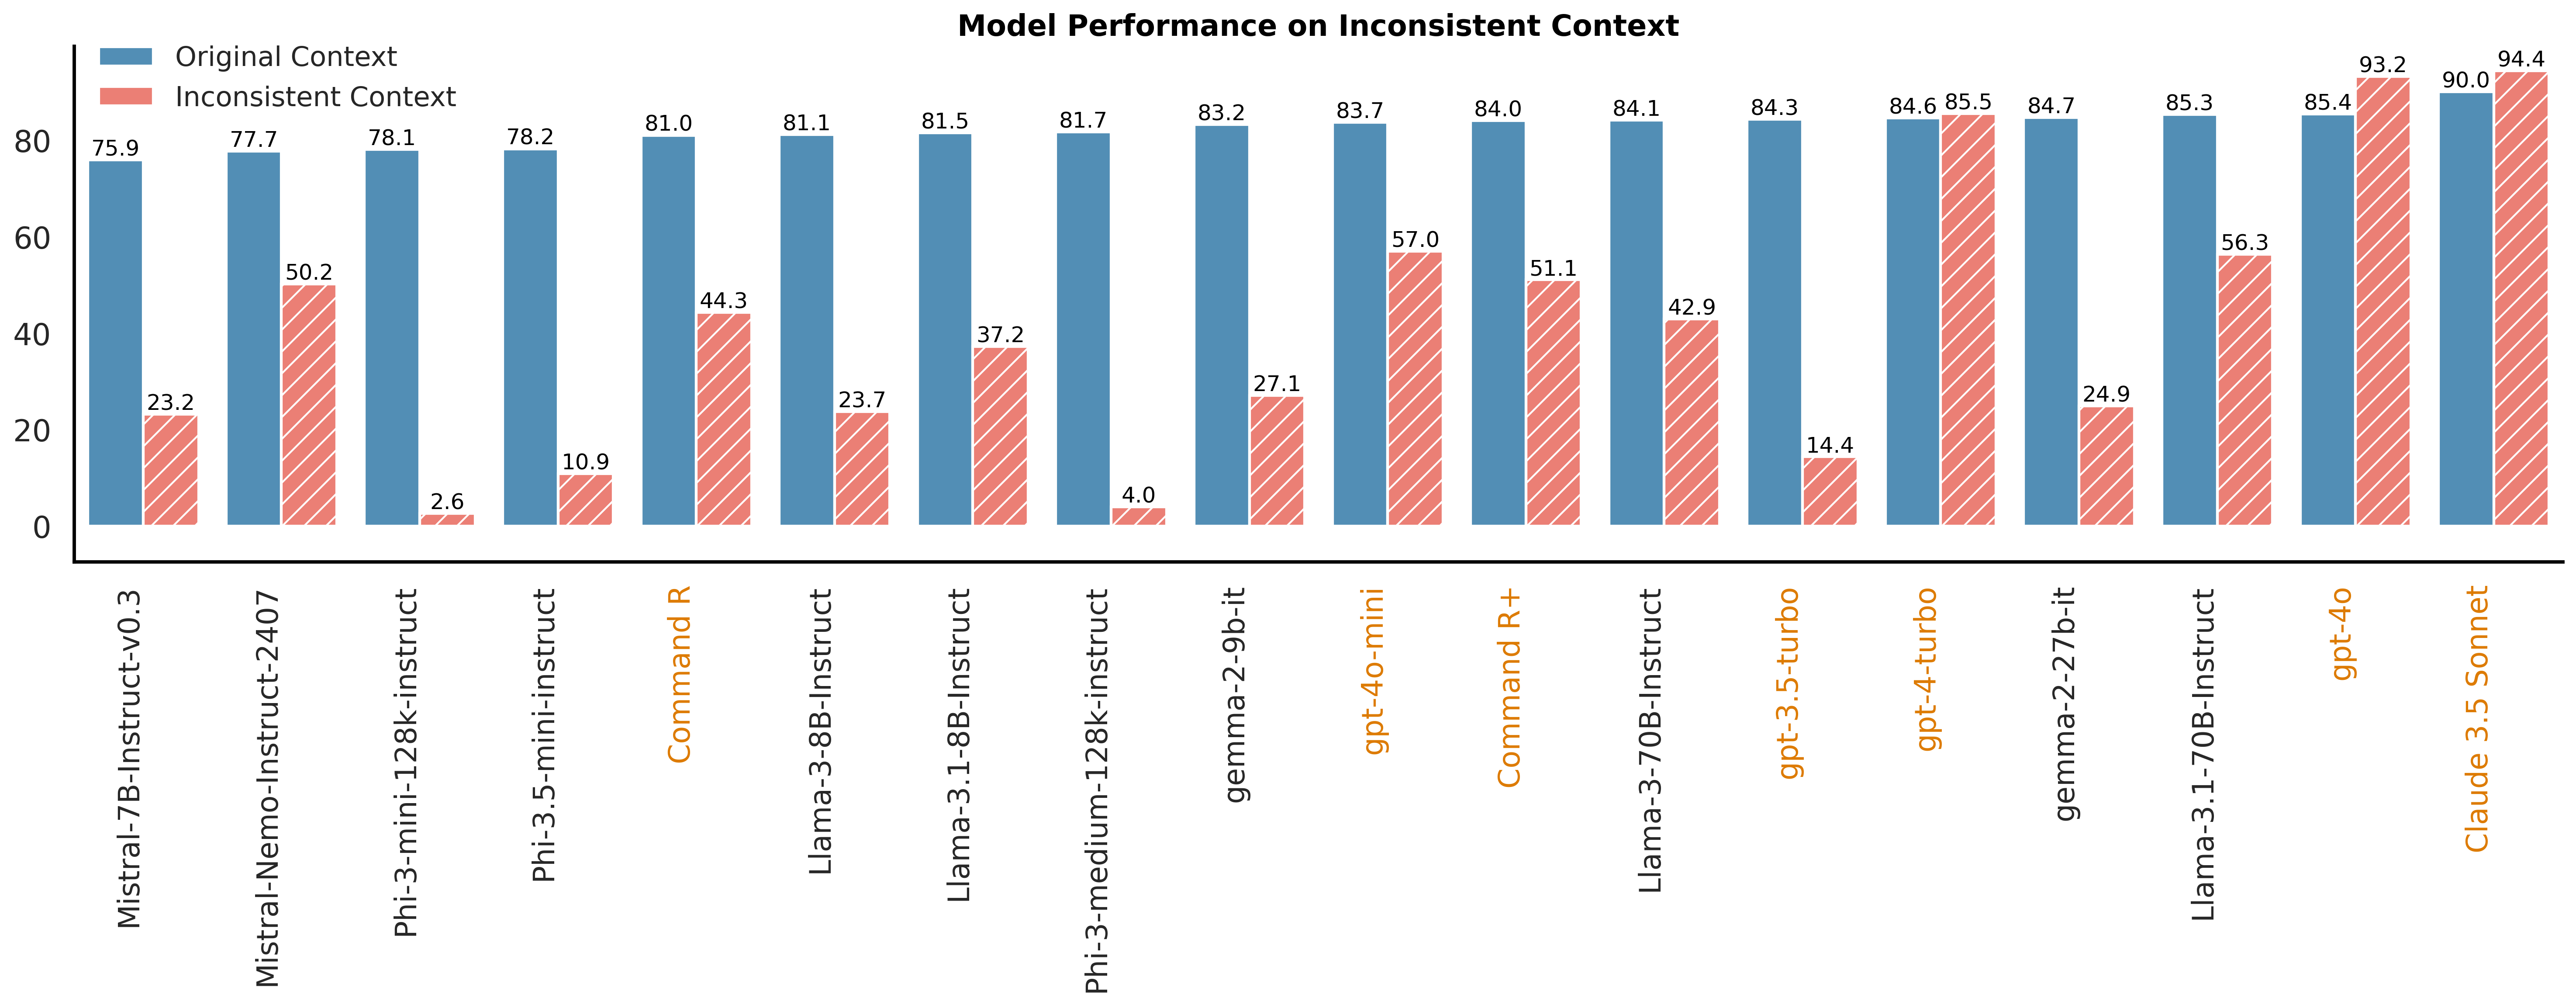 Model Performance on Inconsistent Context
Original Context
Inconsistent Context
80
60
40
20
0
75.9
23.2
77.7
50.2
78.1
2.6
78.2
10.9
81.0
44.3
81.1
23.7
81.5
37.2
81.7
4.0
83.2
27.1
83.7
57.0
84.0
51.1
84.1
42.9
84.3
14.4
84.6
85.5
84.7
24.9
85.3
56.3
85.4
93.2
90.0
94.4
Mistral-7B-Instruct-v0.3
Mistral-Nemo-Instruct-2407
Phi-3-mini-128k-instruct
Phi-3.5-mini-instruct
Command R
Llama-3-8B-Instruct
Llama-3.1-8B-Instruct
Phi-3-medium-128k-instruct
gemma-2-9b-it
gpt-4o-mini
Command R+
Llama-3-70B-Instruct
gpt-3.5-turbo
gpt-4-turbo
gemma-2-27b-it
Llama-3.1-70B-Instruct
gpt-4o
Claude 3.5 Sonnet